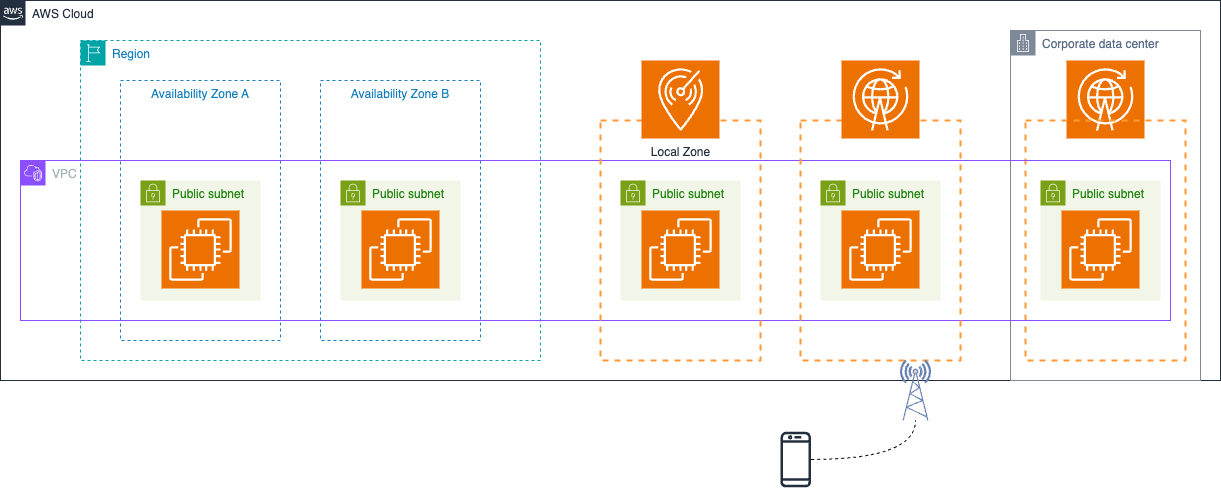 aws
AWS Cloud
Region
Corporate data center
Availability Zone A
Availability Zone B
Local Zone
VPC
Public subnet
Public subnet
Public subnet
Public subnet
Public subnet